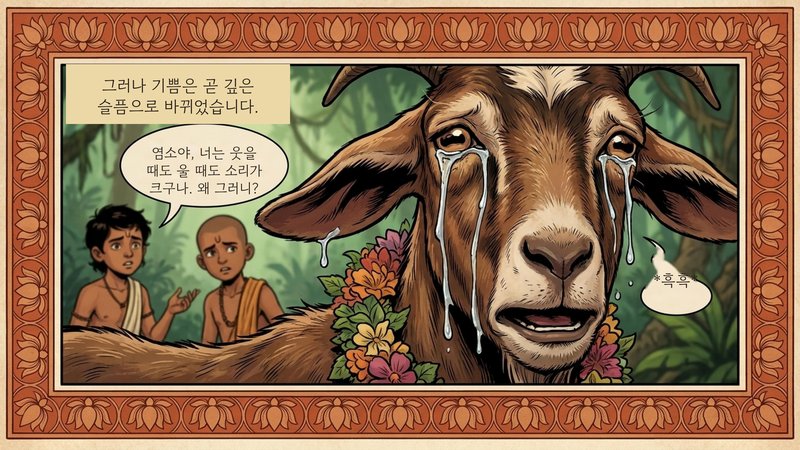 그러나 기쁨은 곧 깊은
슬픔으로 바뀌었습니다.
염소야, 너는 웃을
때도 울 때도 소리가
크구나. 왜 그러니?
*흑흑*